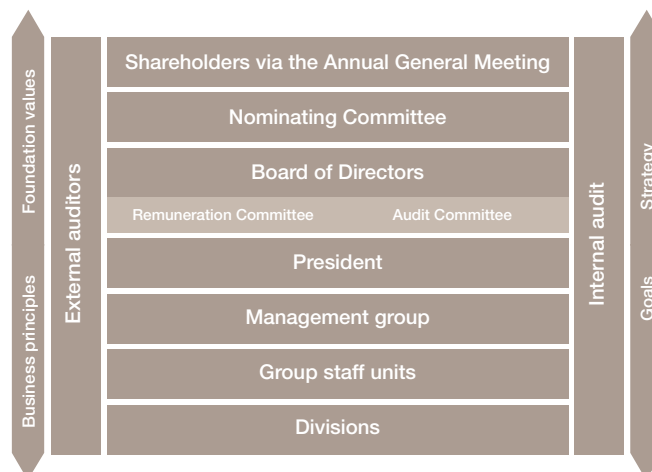 Foundation values
Business principles
External auditors
Shareholders via the Annual General Meeting
Nominating Committee
Board of Directors
Remuneration Committee
Audit Committee
President
Management group
Group staff units
Divisions
Internal audit
Strategy
Goals